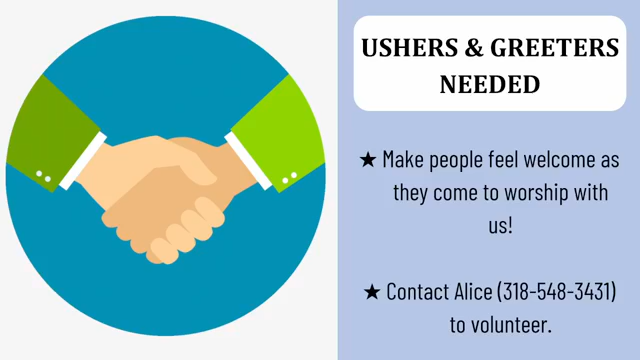 USHERS & GREETERS
NEEDED
★ Make people feel welcome as
they come to worship with
us!
★ Contact Alice (318-548-3431)
to volunteer.